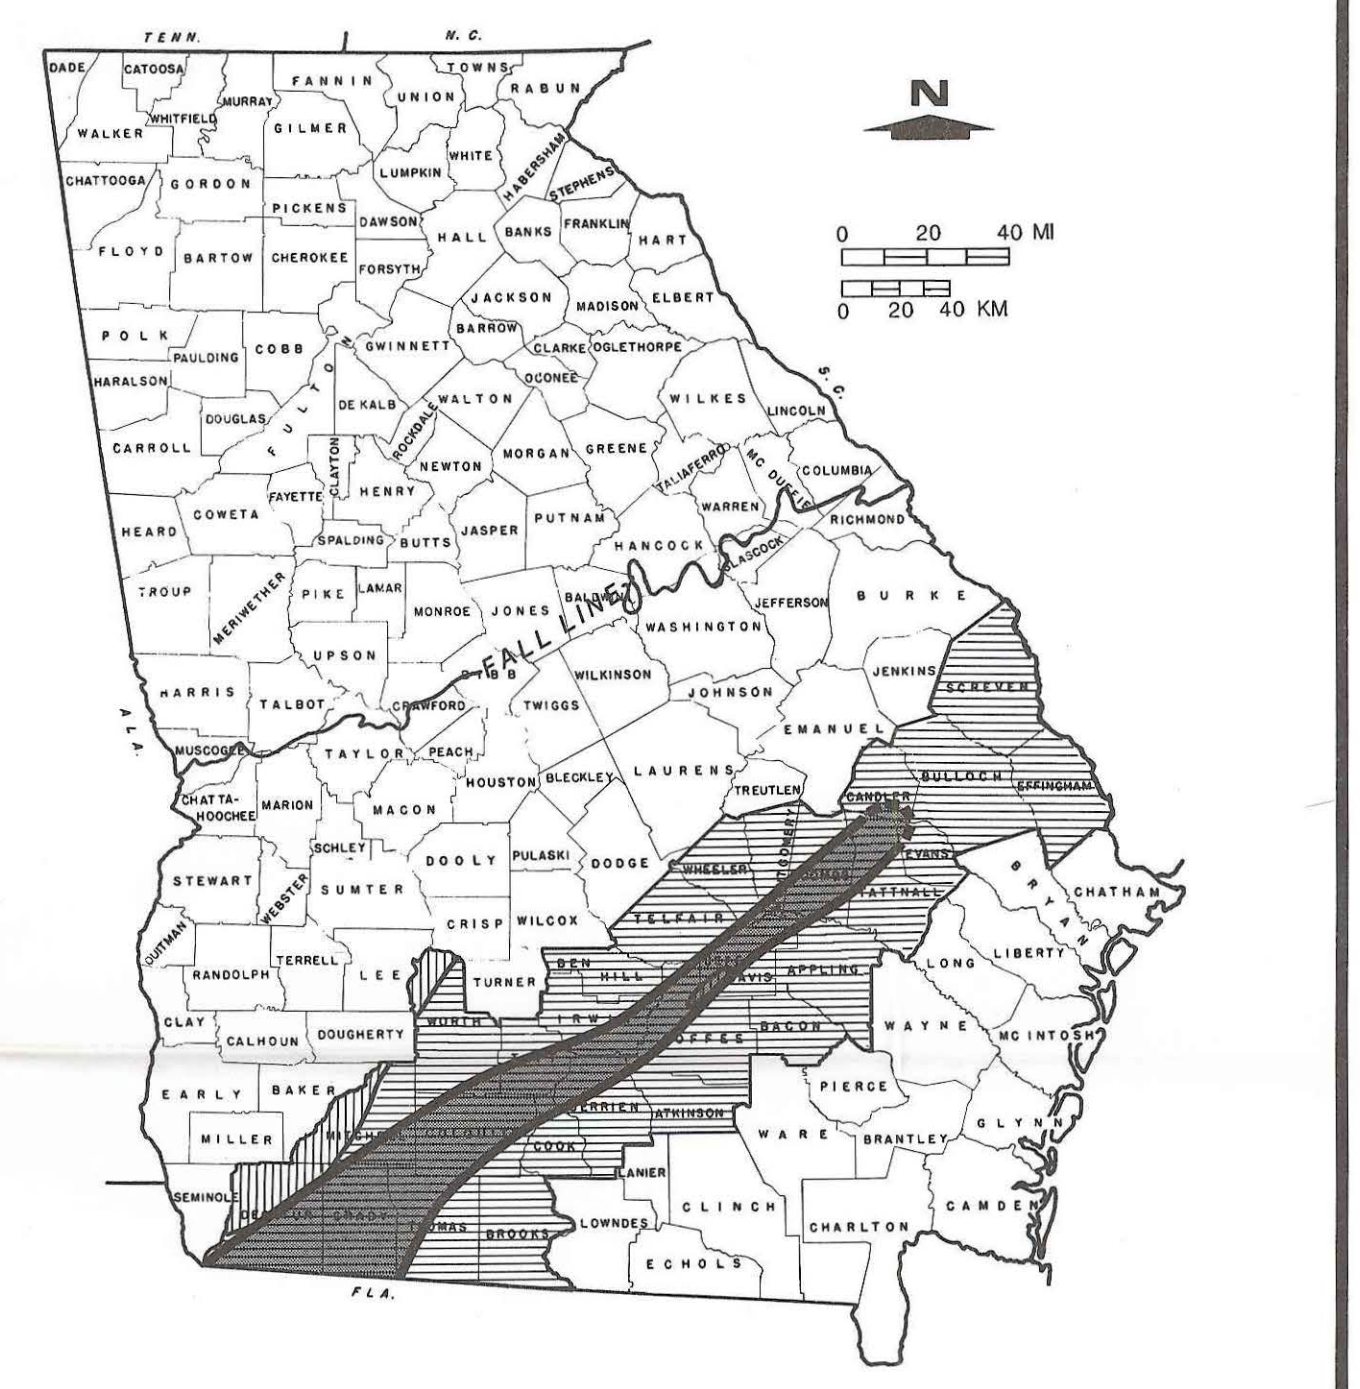 TENN.
N. C.
DADE
CATOOSA
FANNIN
TOWNS
RABUN
UNION
MURRAY
WHITFIELD
WALKER
GILMER
WHITE
HABERSHAM
LUMPKIN
STEPHENS
CHATTOOGA
GORDON
PICKENS
DAWSON
HALL
BANKS
FRANKLIN
HART
FLOYD
BARTOW
CHEROKEE
FORSYTH
JACKSON
MADISON
ELBERT
N
0 20 40 MI
0 20 40 KM
POLK
PAULDING
COBB
FULTON
GWINNETT
BARROW
CLARKE
OGLETHORPE
HARALSON
OCONEE
S. C.
DOUGLAS
DE KALB
ROCKDALE
WALTON
WILKES
LINCOLN
CARROLL
CLAYTON
NEWTON
MORGAN
GREENE
TALIAFERRO
MC DUFFIE
COLUMBIA
FAYETTE
HENRY
HEARD
COWETA
SPALDING
BUTTS
JASPER
PUTNAM
HANCOCK
WARREN
RICHMOND
GLASCOCK
TROUP
MERIWETHER
PIKE
LAMAR
MONROE
JONES
BALDWIN
FALL LINE
WASHINGTON
JEFFERSON
BURKE
UPSON
BIBB
WILKINSON
JENKINS
SCREVEN
HARRIS
TALBOT
CRAWFORD
TWIGGS
JOHNSON
EMANUEL
ALA.
MUSCOGEE
TAYLOR
PEACH
HOUSTON
BLECKLEY
LAURENS
TREUTLEN
BULLOCH
EFFINGHAM
CANDLER
CHATTA-
HOOCHEE
MARION
MACON
SCHLEY
DOOLY
PULASKI
DODGE
WHEELER
TGOMERY
EVANS
STEWART
WEBSTER
SUMTER
CRISP
WILCOX
TELFAIR
TATTNALL
BRYAN
CHATHAM
QUITMAN
RANDOLPH
TERRELL
LEE
TURNER
BEN
HILL
AVIS
APPLING
LONG
LIBERTY
CLAY
CALHOUN
DOUGHERTY
WORTH
IRWI
OFFEE
BACON
WAYNE
MC INTOSH
EARLY
BAKER
MITCHELL
COLQUITT
BERRIEN
ATKINSON
PIERCE
MILLER
COOK
WARE
BRANTLEY
GLYNN
SEMINOLE
GRADY
THOMAS
BROOKS
LANIER
LOWNDES
CLINCH
ECHOLS
CHARLTON
CAMDEN
FLA.